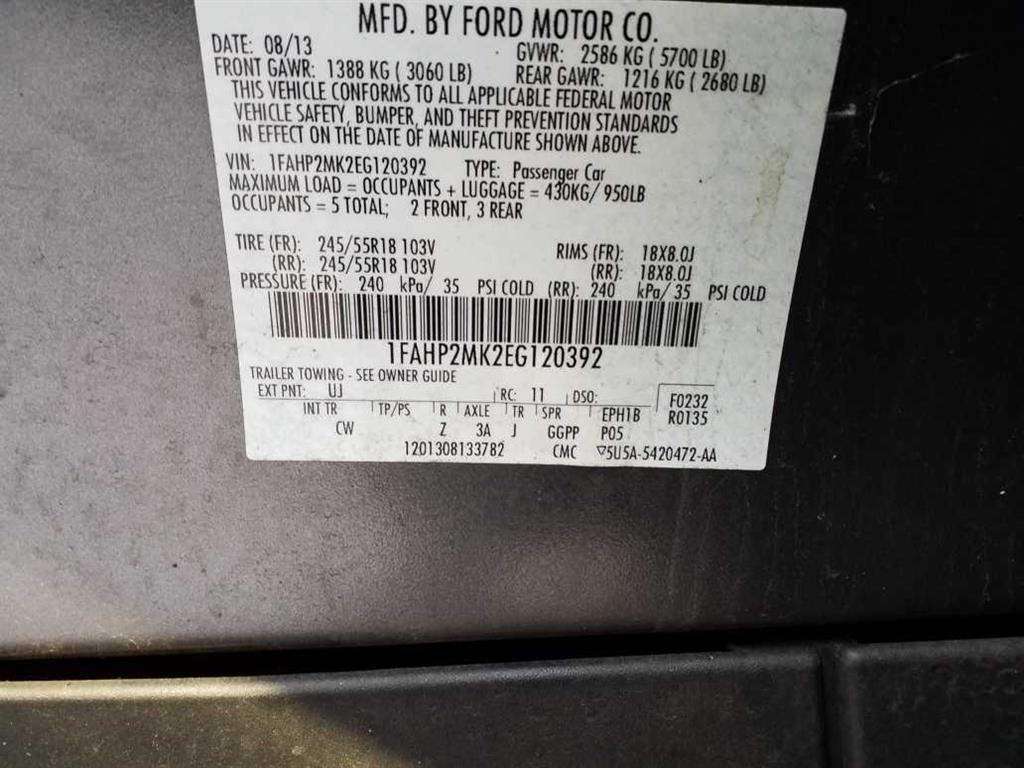 MFD. BY FORD MOTOR CO.
DATE: 08/13 GVWR: 2586 KG ( 5700 LB)
FRONT GAWR: 1388 KG ( 3060 LB) REAR GAWR: 1216 KG ( 2680 LB)
THIS VEHICLE CONFORMS TO ALL APPLICABLE FEDERAL MOTOR
VEHICLE SAFETY, BUMPER, AND THEFT PREVENTION STANDARDS
IN EFFECT ON THE DATE OF MANUFACTURE SHOWN ABOVE.
VIN: 1FAHP2MK2EG120392 TYPE: Passenger Car
MAXIMUM LOAD = OCCUPANTS + LUGGAGE = 430KG/ 950LB
OCCUPANTS = 5 TOTAL; 2 FRONT, 3 REAR
TIRE (FR): 245/55R18 103V RIMS (FR): 18X8.0J
(RR): 245/55R18 103V (RR): 18X8.0J
PRESSURE (FR): 240 kPa/ 35 PSI COLD (RR): 240 kPa/ 35 PSI COLD
1FAHP2MK2EG120392
TRAILER TOWING - SEE OWNER GUIDE
EXT PNT: UJ RC: 11 DSO: F0232
INT TR TP/PS R AXLE TR SPR EPH1B R0135
CW Z 3A J GGPP P05
1201308133782 CMC ▽5U5A-5420472-AA